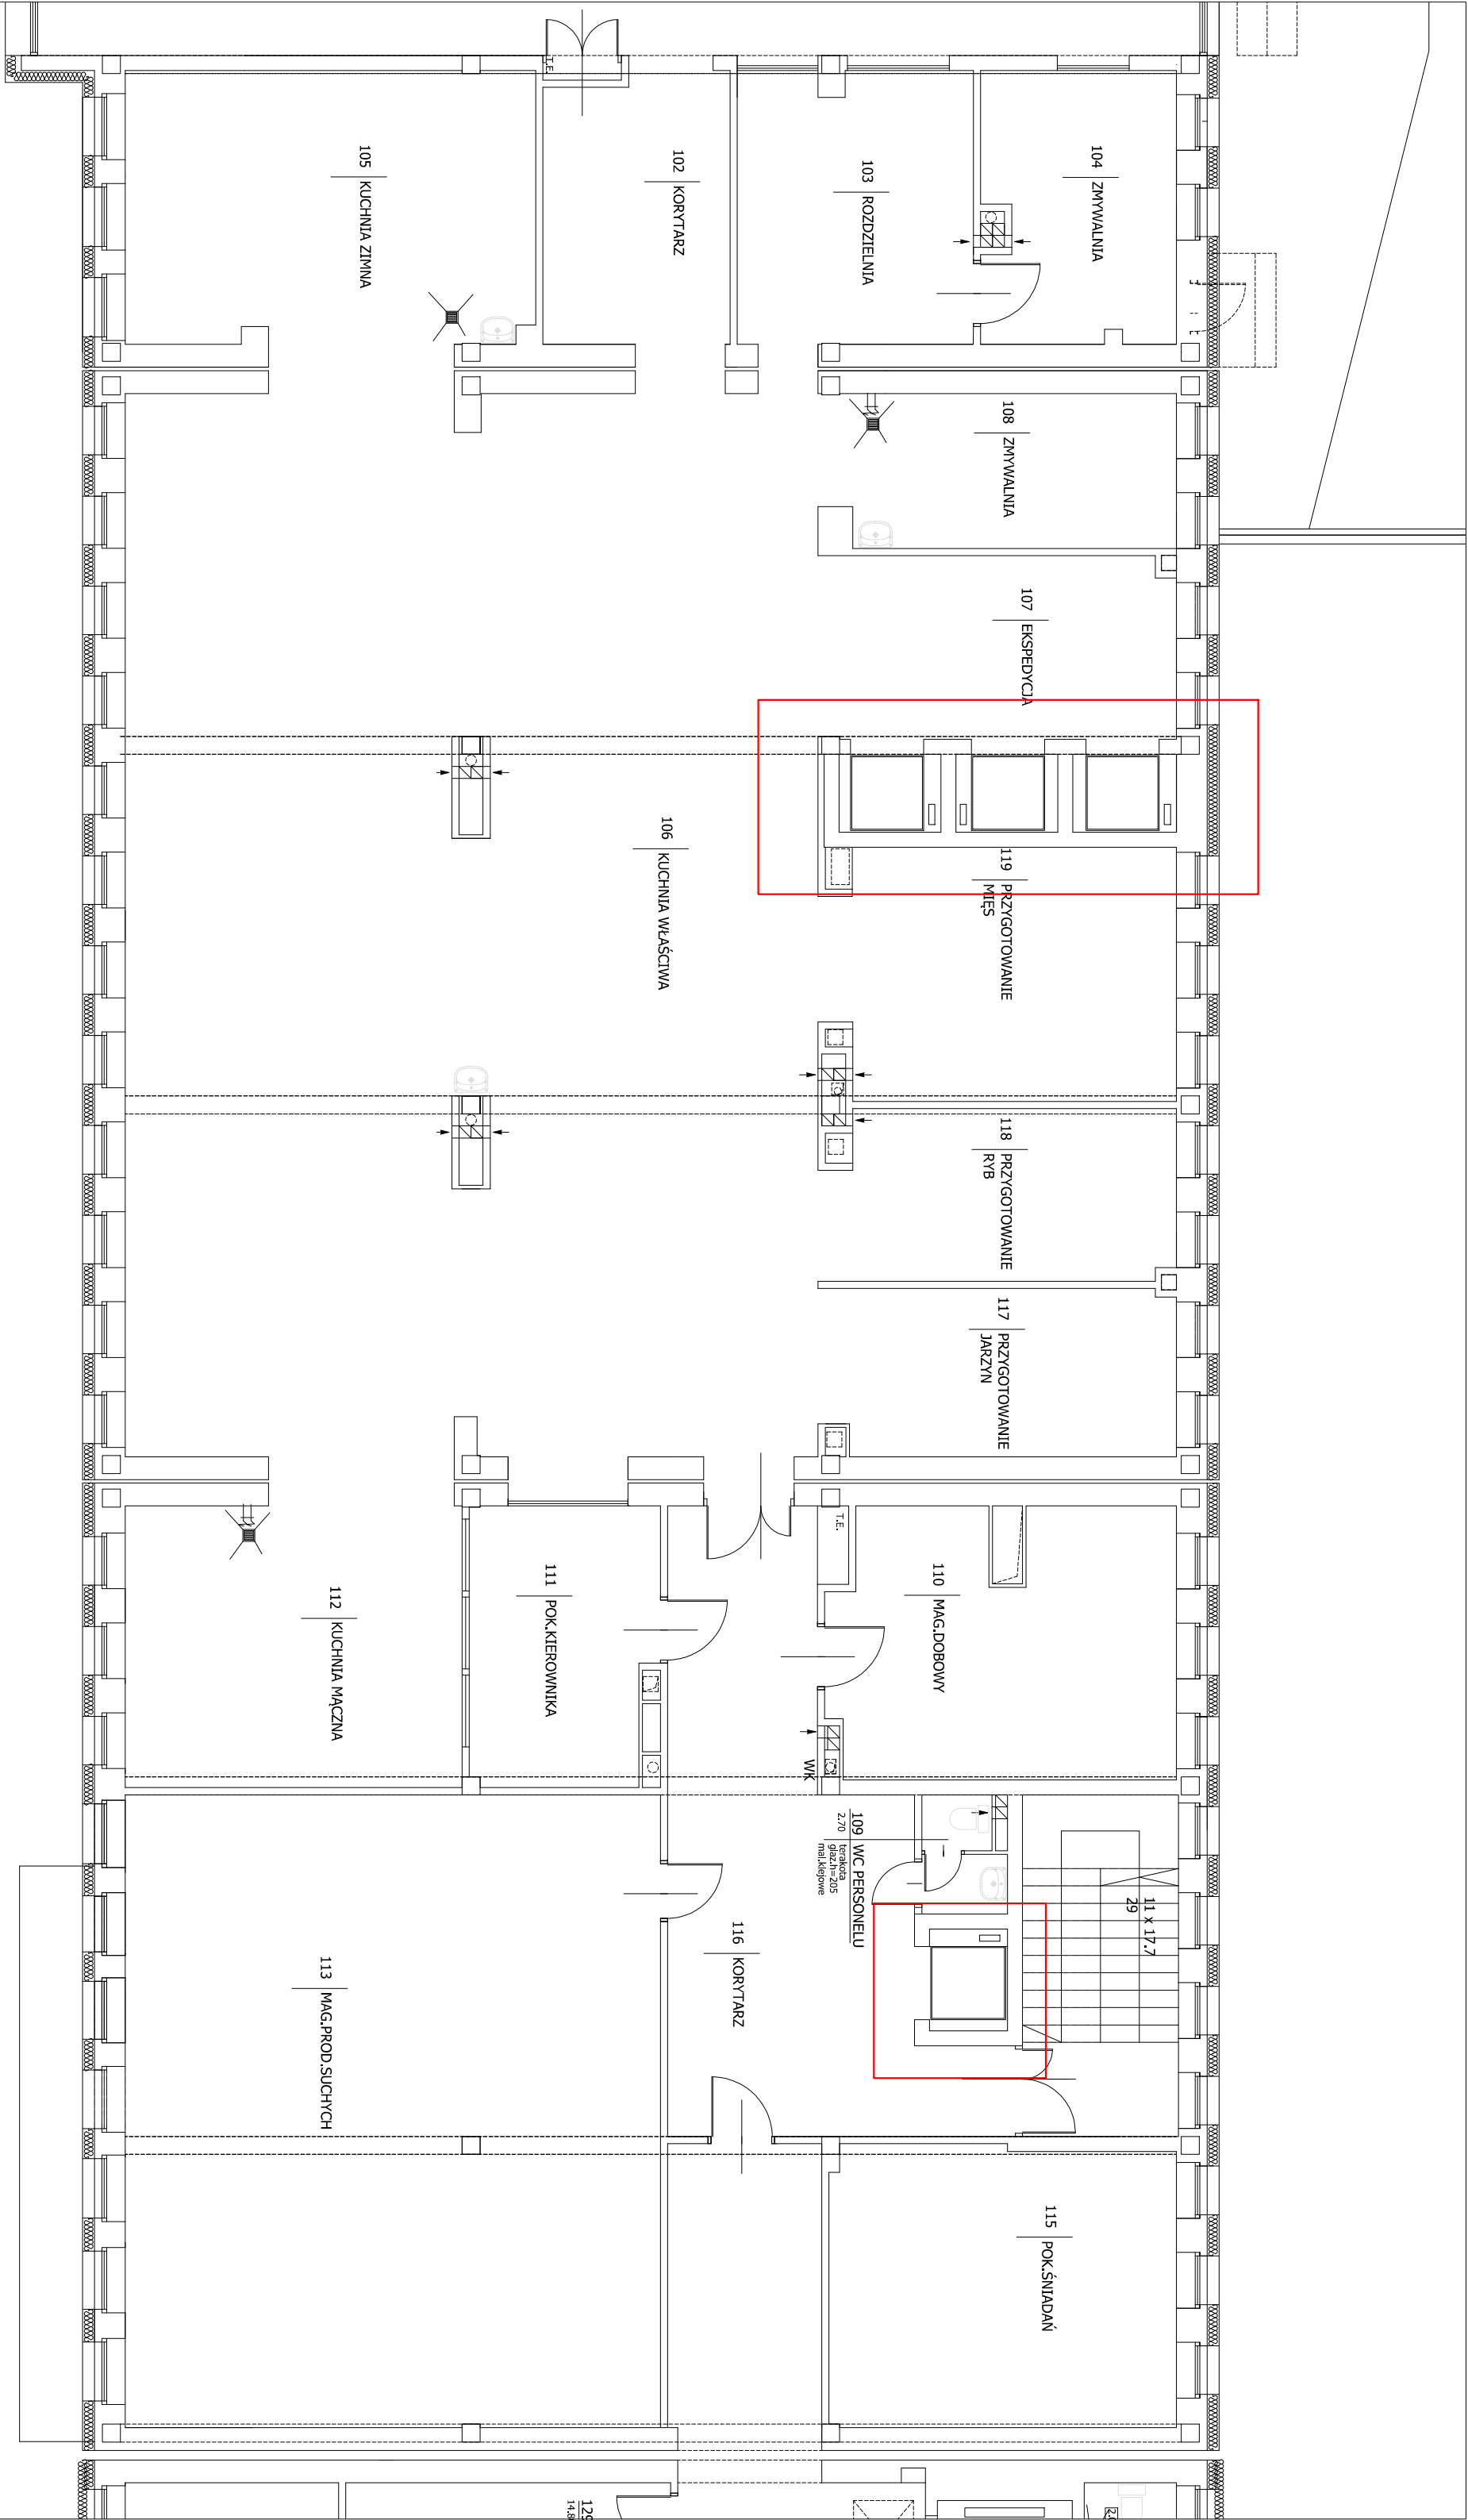 T.E.
105 KUCHNIA ZIMNA
102 KORYTARZ
103 ROZDZIELNIA
104 ZMYWALNIA
108 ZMYWALNIA
107 EKSPEDYCJA
106 KUCHNIA WŁAŚCIWA
119 PRZYGOTOWANIE
MIĘS
118 PRZYGOTOWANIE
RYB
117 PRZYGOTOWANIE
JARZYN
T.E.
112 KUCHNIA MĄCZNA
111 POK.KIEROWNIKA
110 MAG.DOBOWY
WK
109 WC PERSONELU
2.70 terakota
glaz.h=205
mal.klejowe
11 x 17.7
29
116 KORYTARZ
113 MAG.PROD.SUCHYCH
115 POK.ŚNIADAŃ
129